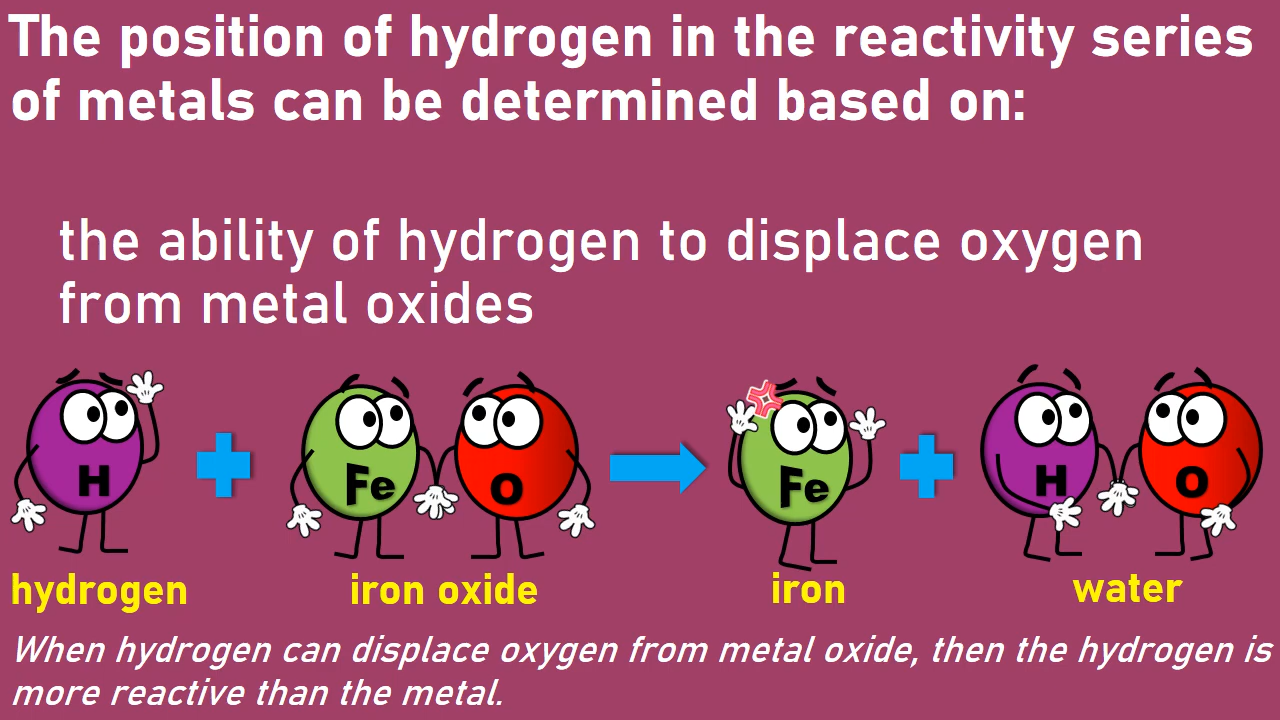 The position of hydrogen in the reactivity series
of metals can be determined based on:
the ability of hydrogen to displace oxygen
from metal oxides
H Fe O Fe H O
hydrogen iron oxide iron water
When hydrogen can displace oxygen from metal oxide, then the hydrogen is
more reactive than the metal.